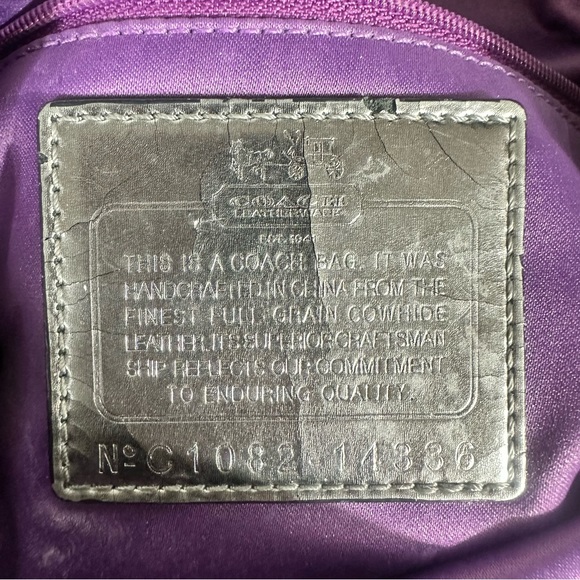 COACH
LEATHERWARE
EST. 1941
THIS IS A COACH BAG. IT WAS
HANDCRAFTED IN CHINA FROM THE
FINEST FULL GRAIN COWHIDE
LEATHER. ITS SUPERIOR CRAFTSMAN
SHIP REFLECTS OUR COMMITMENT
TO ENDURING QUALITY.
Nº C1082-14336